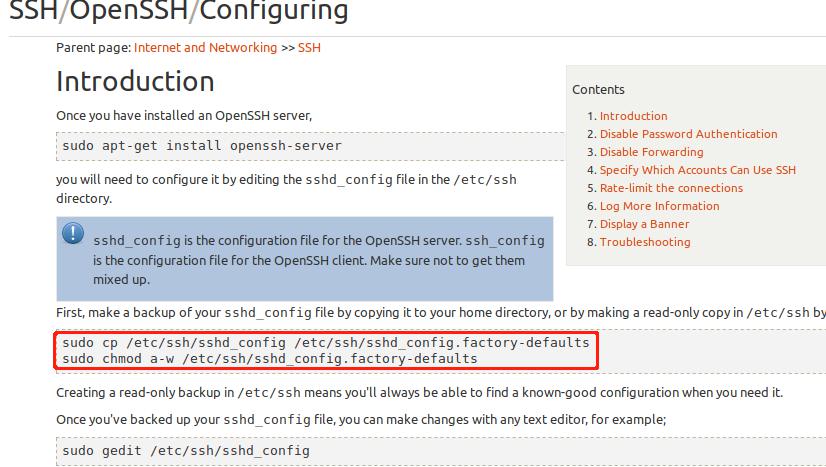 SSH/OpenSSH/Configuring
Parent page: Internet and Networking >> SSH
Introduction
Once you have installed an OpenSSH server,
sudo apt-get install openssh-server
you will need to configure it by editing the sshd_config file in the /etc/ssh
directory.
sshd_config is the configuration file for the OpenSSH server. ssh_config
is the configuration file for the OpenSSH client. Make sure not to get them
mixed up.
Contents
1. Introduction
2. Disable Password Authentication
3. Disable Forwarding
4. Specify Which Accounts Can Use SSH
5. Rate-limit the connections
6. Log More Information
7. Display a Banner
8. Troubleshooting
First, make a backup of your sshd_config file by copying it to your home directory, or by making a read-only copy in /etc/ssh by
sudo cp /etc/ssh/sshd_config /etc/ssh/sshd_config.factory-defaults
sudo chmod a-w /etc/ssh/sshd_config.factory-defaults
Creating a read-only backup in /etc/ssh means you'll always be able to find a known-good configuration when you need it.
Once you've backed up your sshd_config file, you can make changes with any text editor, for example;
sudo gedit /etc/ssh/sshd_config